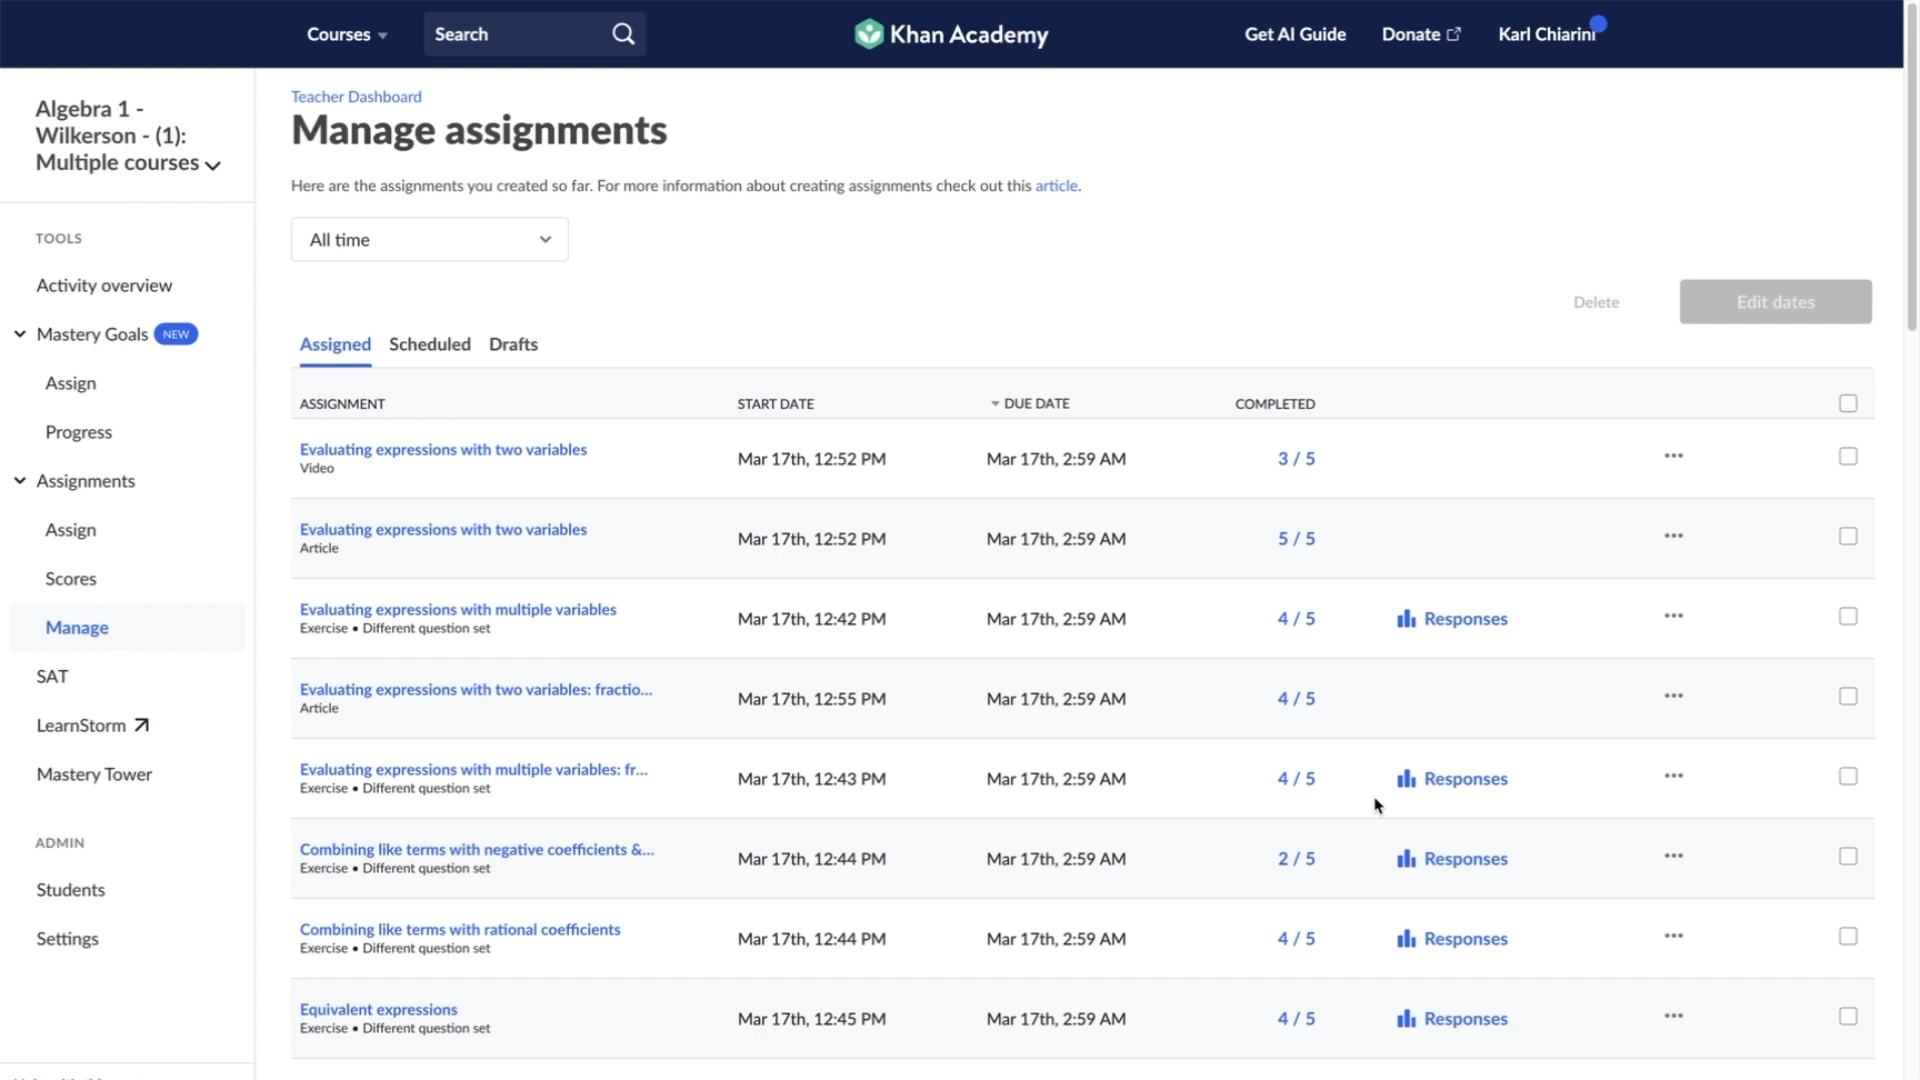 Courses
Search
Khan Academy
Get AI Guide
Donate
Karl Chiarini
Algebra 1 -
Wilkerson - (1):
Multiple courses
TOOLS
Activity overview
Mastery Goals NEW
Assign
Progress
Assignments
Assign
Scores
Manage
SAT
LearnStorm
Mastery Tower
ADMIN
Students
Settings
Teacher Dashboard
Manage assignments
Here are the assignments you created so far. For more information about creating assignments check out this article.
All time
Delete
Edit dates
Assigned Scheduled Drafts
ASSIGNMENT START DATE DUE DATE COMPLETED
Evaluating expressions with two variables
Video
Mar 17th, 12:52 PM Mar 17th, 2:59 AM 3 / 5
Evaluating expressions with two variables
Article
Mar 17th, 12:52 PM Mar 17th, 2:59 AM 5 / 5
Evaluating expressions with multiple variables
Exercise • Different question set
Mar 17th, 12:42 PM Mar 17th, 2:59 AM 4 / 5 Responses
Evaluating expressions with two variables: fractio...
Article
Mar 17th, 12:55 PM Mar 17th, 2:59 AM 4 / 5
Evaluating expressions with multiple variables: fr...
Exercise • Different question set
Mar 17th, 12:43 PM Mar 17th, 2:59 AM 4 / 5 Responses
Combining like terms with negative coefficients &...
Exercise • Different question set
Mar 17th, 12:44 PM Mar 17th, 2:59 AM 2 / 5 Responses
Combining like terms with rational coefficients
Exercise • Different question set
Mar 17th, 12:44 PM Mar 17th, 2:59 AM 4 / 5 Responses
Equivalent expressions
Exercise • Different question set
Mar 17th, 12:45 PM Mar 17th, 2:59 AM 4 / 5 Responses